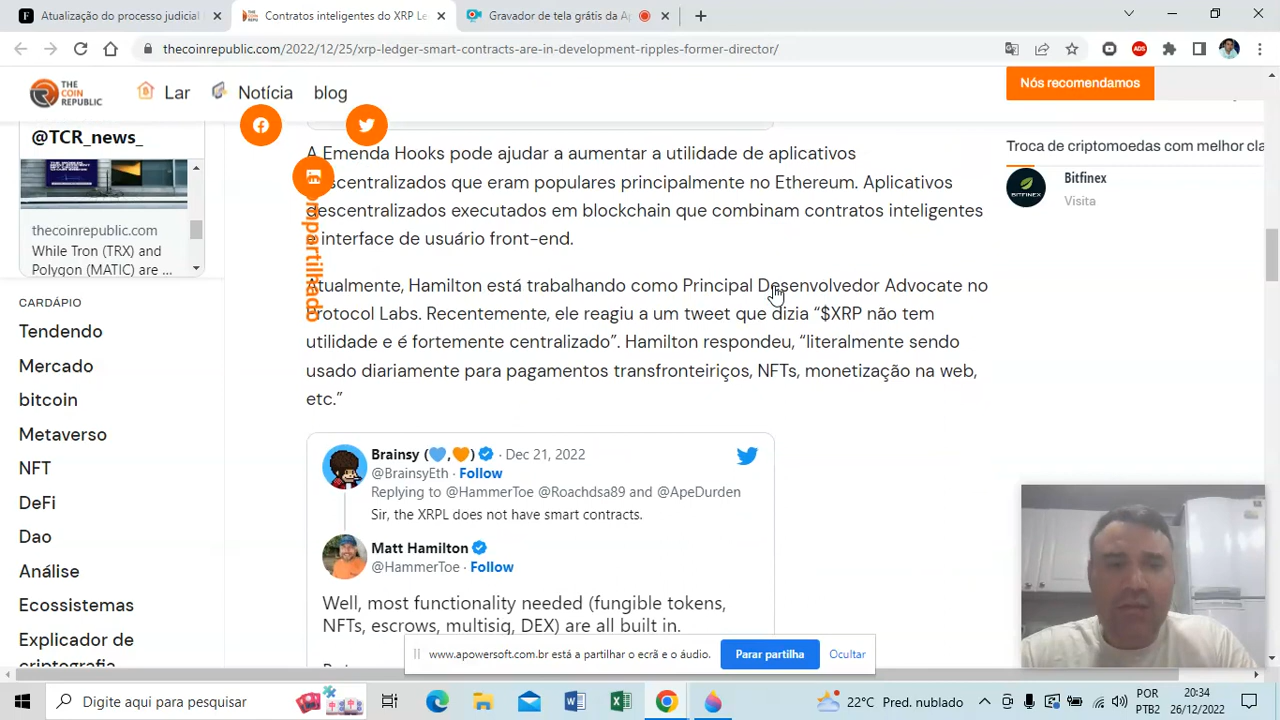 Atualização do processo judicial
Contratos inteligentes do XRP Le
Gravador de tela grátis da Ap
thecoinrepublic.com/2022/12/25/xrp-ledger-smart-contracts-are-in-development-ripples-former-director/
ADS
THE
COIN
REPUBLIC
Lar
Notícia
blog
Nós recomendamos
@TCR_news_
thecoinrepublic.com
While Tron (TRX) and
Polygon (MATIC) are ...
CARDÁPIO
Tendendo
Mercado
bitcoin
Metaverso
NFT
DeFi
Dao
Análise
Ecossistemas
Explicador de
criptografia
A Emenda Hooks pode ajudar a aumentar a utilidade de aplicativos
descentralizados que eram populares principalmente no Ethereum. Aplicativos
descentralizados executados em blockchain que combinam contratos inteligentes
e interface de usuário front-end.
Atualmente, Hamilton está trabalhando como Principal Desenvolvedor Advocate no
Protocol Labs. Recentemente, ele reagiu a um tweet que dizia “$XRP não tem
utilidade e é fortemente centralizado”. Hamilton respondeu, “literalmente sendo
usado diariamente para pagamentos transfronteiriços, NFTs, monetização na web,
etc.”
Brainsy (💙,🧡) · Dec 21, 2022
@BrainsyEth · Follow
Replying to @HammerToe @Roachdsa89 and @ApeDurden
Sir, the XRPL does not have smart contracts.
Matt Hamilton
@HammerToe · Follow
Well, most functionality needed (fungible tokens,
NFTs, escrows, multisig, DEX) are all built in.
Troca de criptomoedas com melhor cla
BITFINEX
Bitfinex
Visita
www.apowersoft.com.br está a partilhar o ecrã e o áudio.
Parar partilha
Ocultar
Digite aqui para pesquisar
22°C Pred. nublado
POR
PTB2
20:34
26/12/2022